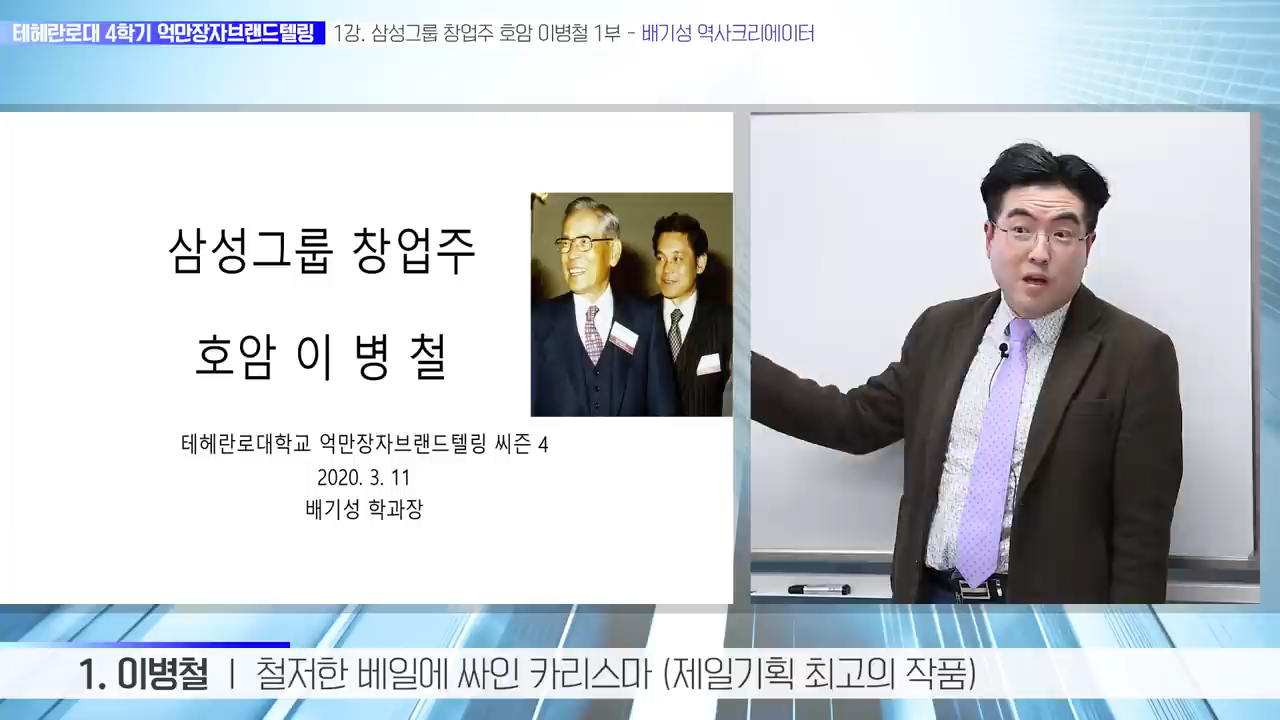 테헤란로대 4학기 억만장자브랜드텔링 1강. 삼성그룹 창업주 호암 이병철 1부 - 배기성 역사크리에이터
삼성그룹 창업주
호암 이 병 철
테헤란로대학교 억만장자브랜드텔링 씨즌 4
2020. 3. 11
배기성 학과장
1. 이병철 | 철저한 베일에 싸인 카리스마 (제일기획 최고의 작품)